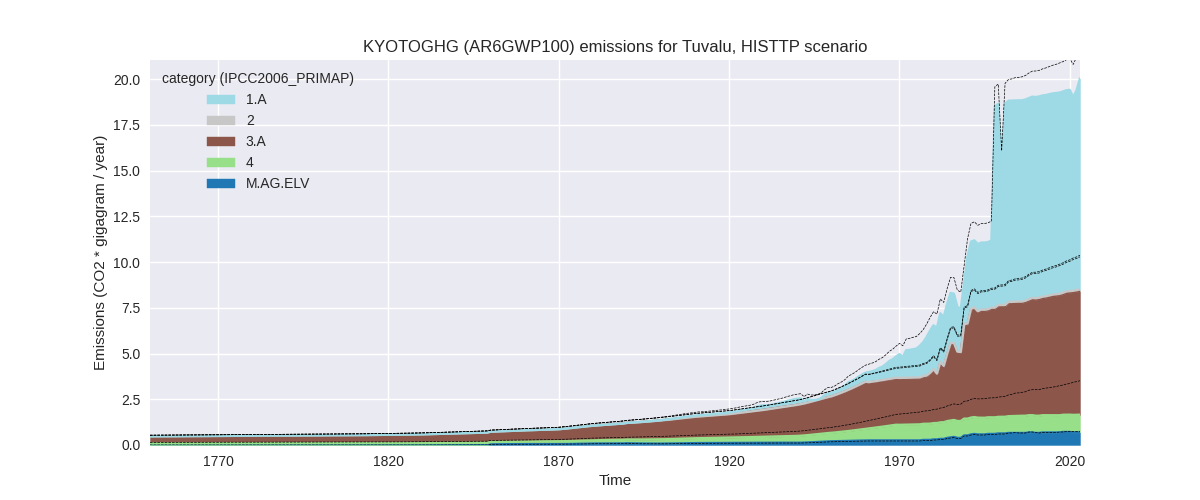 KYOTOGHG (AR6GWP100) emissions for Tuvalu, HISTTP scenario
category (IPCC2006_PRIMAP)
1.A
2
3.A
4
M.AG.ELV
Emissions (CO2 * gigagram / year)
20.0
17.5
15.0
12.5
10.0
7.5
5.0
2.5
0.0
1770 1820 1870 1920 1970 2020
Time